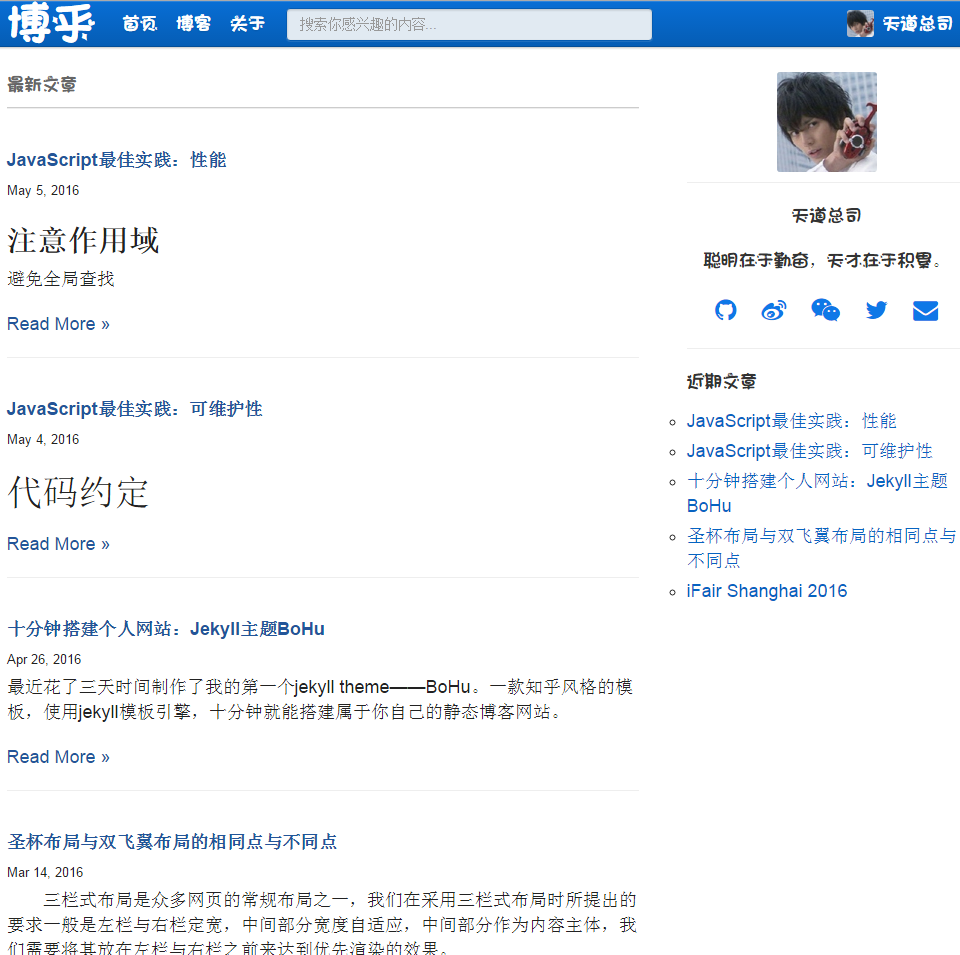 博乎 首页 博客 关于 搜索你感兴趣的内容... 天道总司
最新文章
JavaScript最佳实践：性能
May 5, 2016
注意作用域
避免全局查找
Read More »
JavaScript最佳实践：可维护性
May 4, 2016
代码约定
Read More »
十分钟搭建个人网站：Jekyll主题BoHu
Apr 26, 2016
最近花了三天时间制作了我的第一个jekyll theme——BoHu。一款知乎风格的模
板，使用jekyll模板引擎，十分钟就能搭建属于你自己的静态博客网站。
Read More »
圣杯布局与双飞翼布局的相同点与不同点
Mar 14, 2016
三栏式布局是众多网页的常规布局之一，我们在采用三栏式布局时所提出的
要求一般是左栏与右栏定宽，中间部分宽度自适应，中间部分作为内容主体，我
们需要将其放在左栏与右栏之前来达到优先渲染的效果。
天道总司
聪明在于勤奋，天才在于积累。
近期文章
JavaScript最佳实践：性能
JavaScript最佳实践：可维护性
十分钟搭建个人网站：Jekyll主题
BoHu
圣杯布局与双飞翼布局的相同点与
不同点
iFair Shanghai 2016